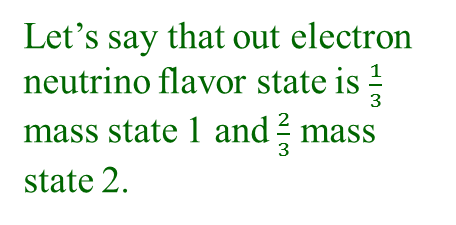 Let’s say that out electron
neutrino flavor state is 1/3
mass state 1 and 2/3 mass
state 2.